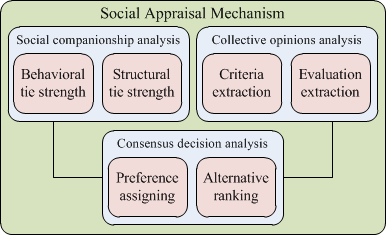 Social Appraisal Mechanism
Social companionship analysis
Behavioral
tie strength
Structural
tie strength
Collective opinions analysis
Criteria
extraction
Evaluation
extraction
Consensus decision analysis
Preference
assigning
Alternative
ranking